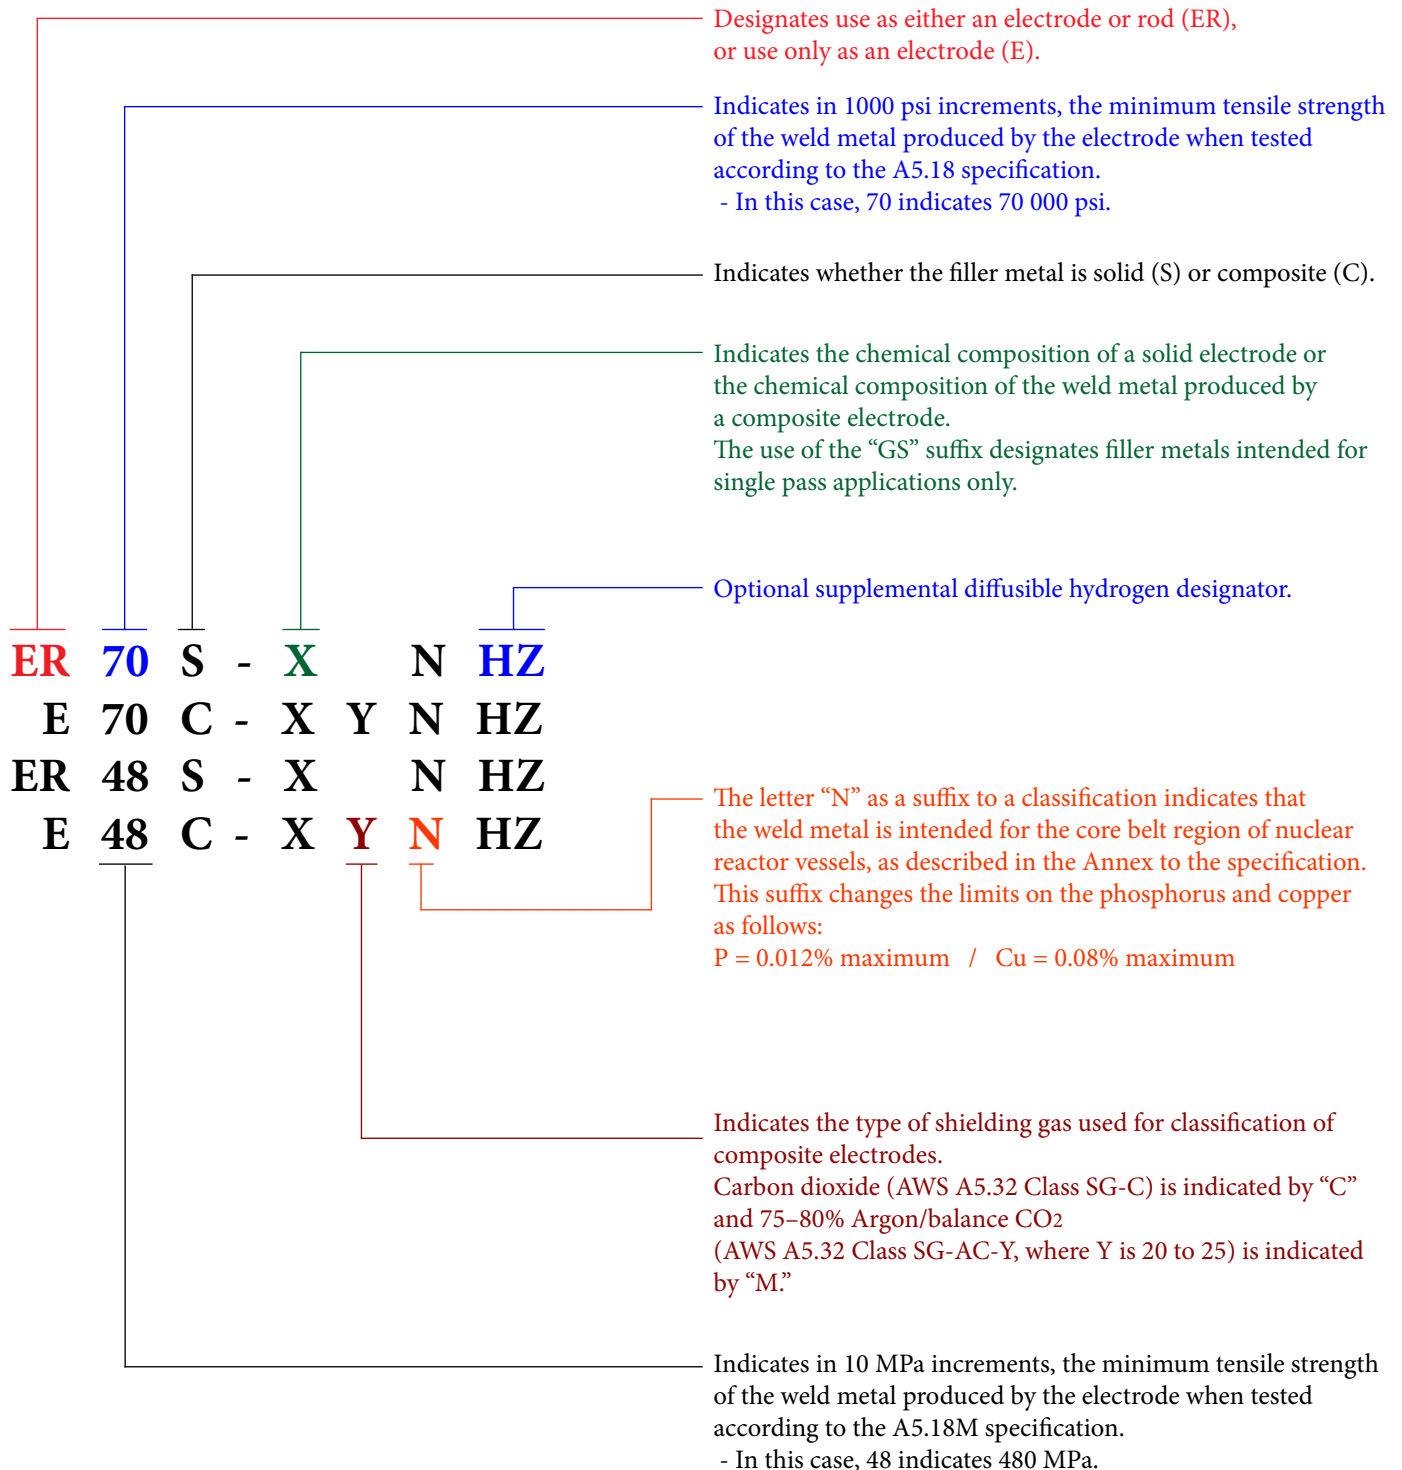 Designates use as either an electrode or rod (ER),
or use only as an electrode (E).
Indicates in 1000 psi increments, the minimum tensile strength
of the weld metal produced by the electrode when tested
according to the A5.18 specification.
- In this case, 70 indicates 70 000 psi.
Indicates whether the filler metal is solid (S) or composite (C).
Indicates the chemical composition of a solid electrode or
the chemical composition of the weld metal produced by
a composite electrode.
The use of the “GS” suffix designates filler metals intended for
single pass applications only.
Optional supplemental diffusible hydrogen designator.
ER 70 S - X N HZ
E 70 C - X Y N HZ
ER 48 S - X N HZ
E 48 C - X Y N HZ
The letter “N” as a suffix to a classification indicates that
the weld metal is intended for the core belt region of nuclear
reactor vessels, as described in the Annex to the specification.
This suffix changes the limits on the phosphorus and copper
as follows:
P = 0.012% maximum / Cu = 0.08% maximum
Indicates the type of shielding gas used for classification of
composite electrodes.
Carbon dioxide (AWS A5.32 Class SG-C) is indicated by “C”
and 75–80% Argon/balance CO2
(AWS A5.32 Class SG-AC-Y, where Y is 20 to 25) is indicated
by “M.”
Indicates in 10 MPa increments, the minimum tensile strength
of the weld metal produced by the electrode when tested
according to the A5.18M specification.
- In this case, 48 indicates 480 MPa.